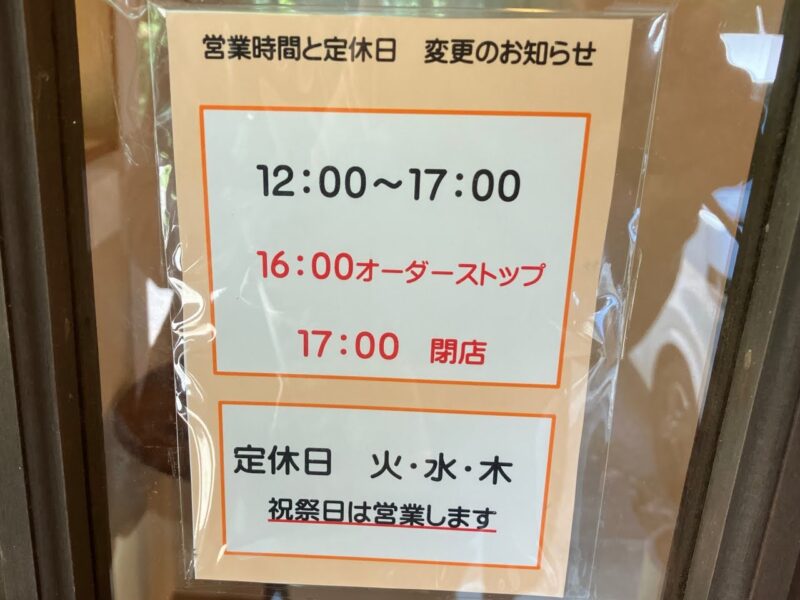 営業時間と定休日　変更のお知らせ
12：00～17：00
16：00オーダーストップ
17：00　閉店
定休日　火・水・木
祝祭日は営業します